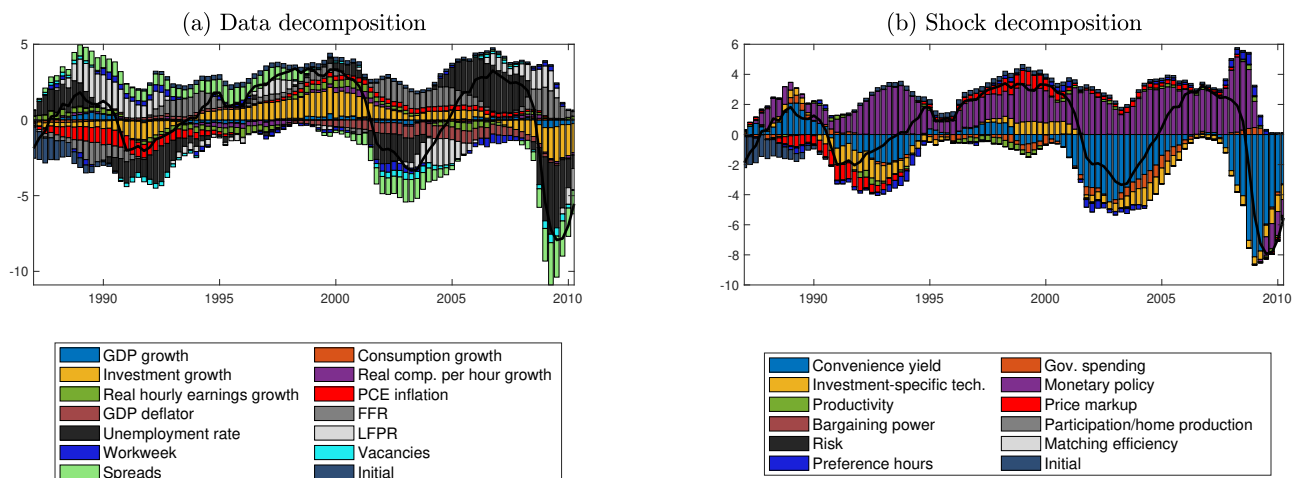 (a) Data decomposition
5
0
-5
-10
1990 1995 2000 2005 2010
GDP growth Consumption growth
Investment growth Real comp. per hour growth
Real hourly earnings growth PCE inflation
GDP deflator FFR
Unemployment rate LFPR
Workweek Vacancies
Spreads Initial
(b) Shock decomposition
6
4
2
0
-2
-4
-6
-8
-10
1990 1995 2000 2005 2010
Convenience yield Gov. spending
Investment-specific tech. Monetary policy
Productivity Price markup
Bargaining power Participation/home production
Risk Matching efficiency
Preference hours Initial